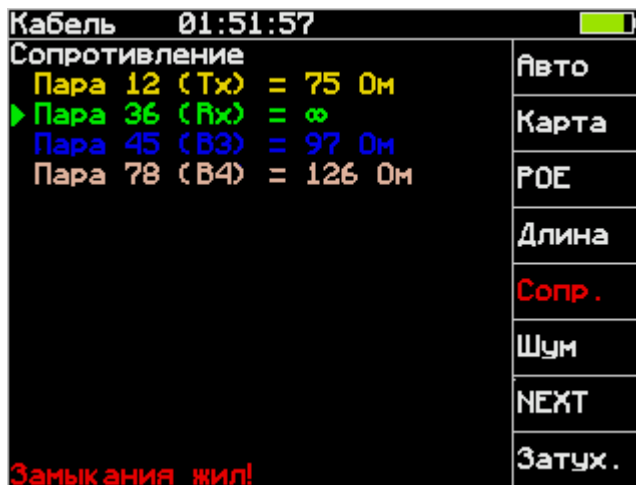 Кабель 01:51:57
Сопротивление
Пара 12 (Tx) = 75 Ом
Пара 36 (Rx) = ∞
Пара 45 (B3) = 97 Ом
Пара 78 (B4) = 126 Ом
Замыкания жил!
Авто
Карта
POE
Длина
Сопр.
Шум
NEXT
Затух.